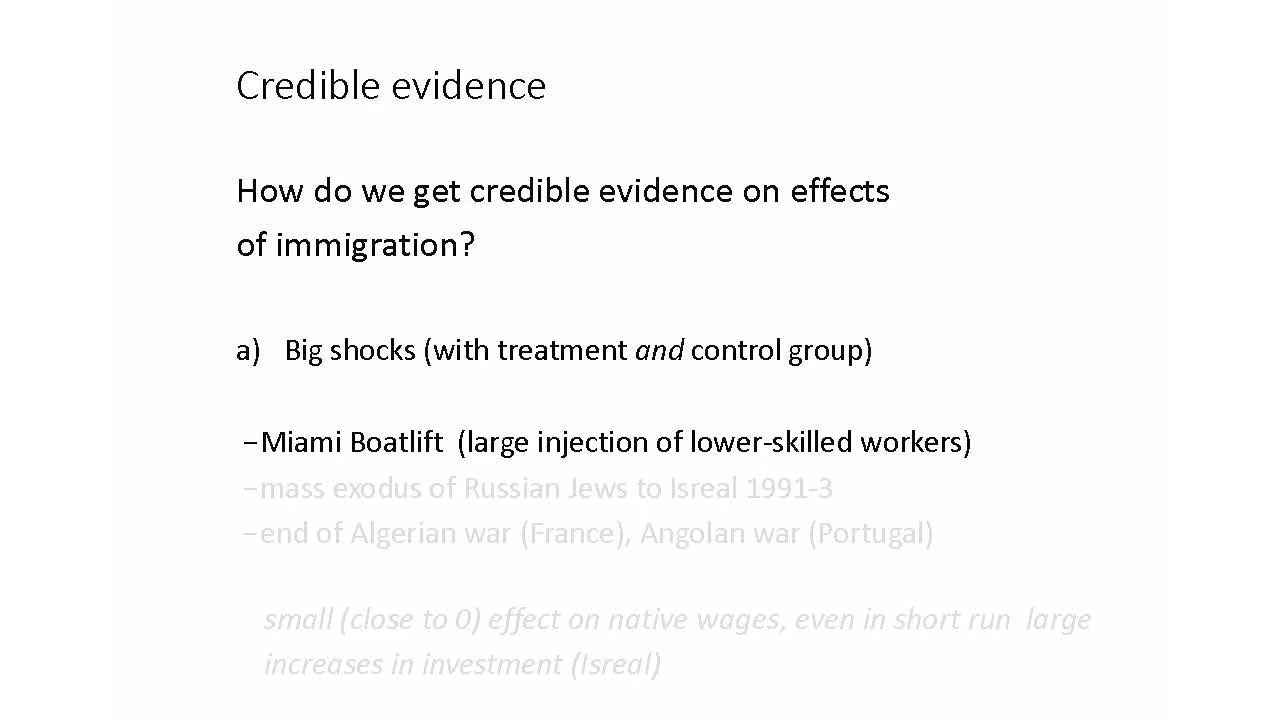 Credible evidence
How do we get credible evidence on effects
of immigration?
a) Big shocks (with treatment and control group)
−Miami Boatlift (large injection of lower-skilled workers)
−mass exodus of Russian Jews to Isreal 1991-3
−end of Algerian war (France), Angolan war (Portugal)
small (close to 0) effect on native wages, even in short run large
increases in investment (Isreal)